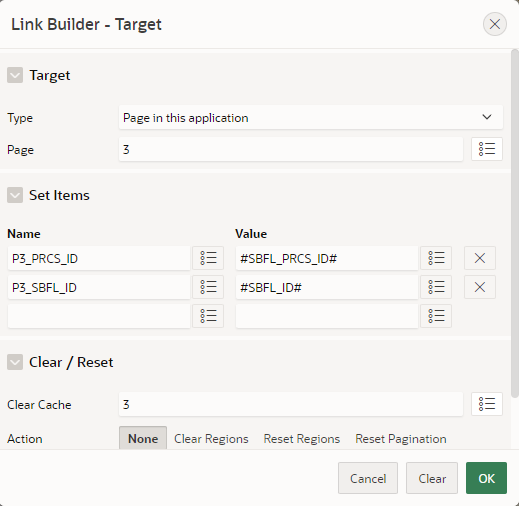 Link Builder - Target
Target
Type Page in this application
Page 3
Set Items
Name Value
P3_PRCS_ID #SBFL_PRCS_ID#
P3_SBFL_ID #SBFL_ID#
Clear / Reset
Clear Cache 3
Action None Clear Regions Reset Regions Reset Pagination
Cancel Clear OK